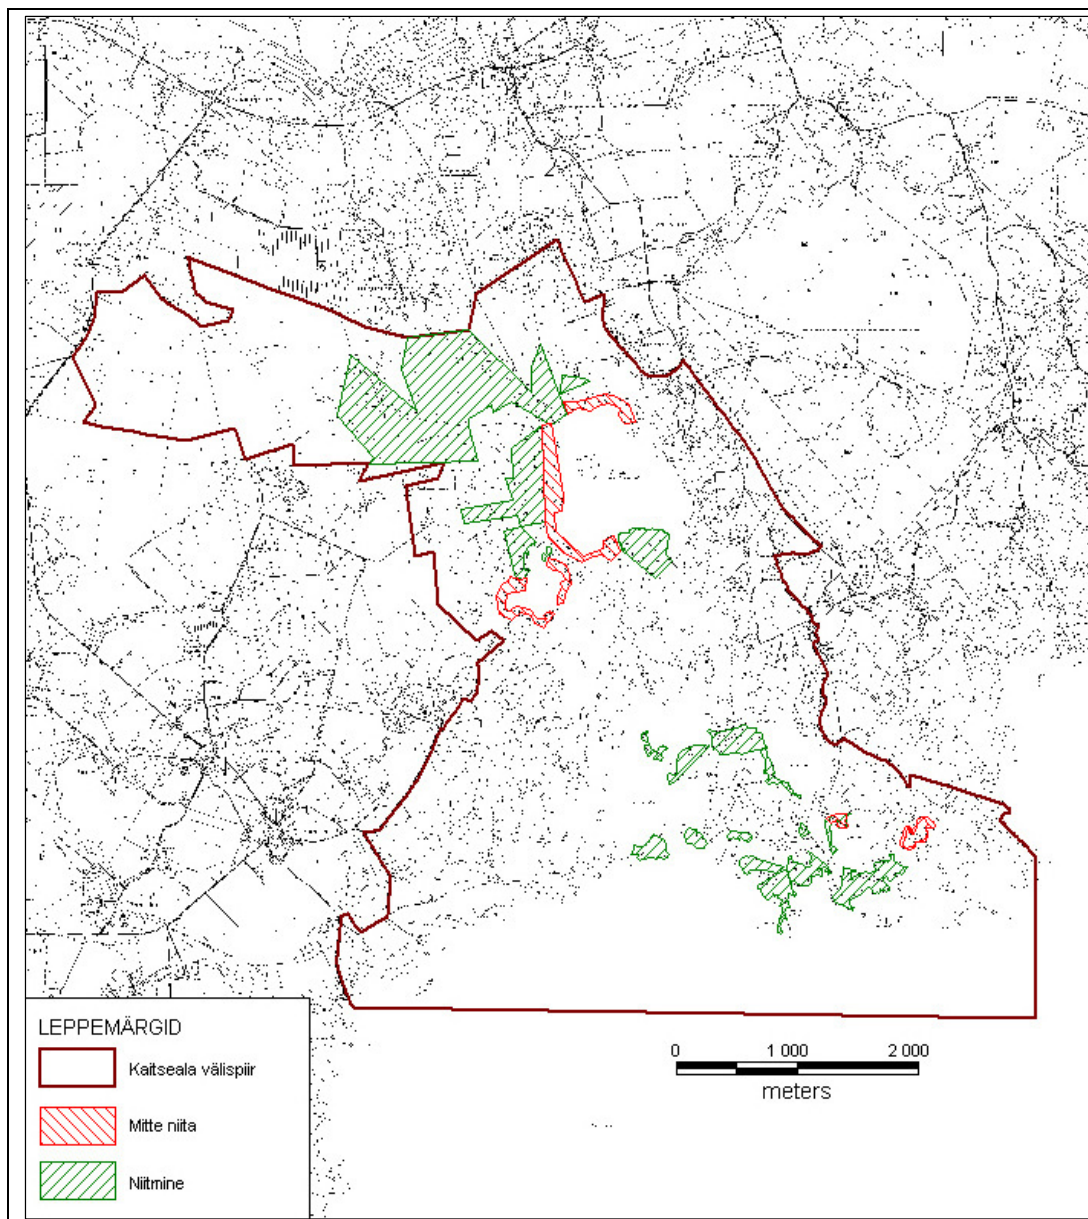 LEPPEMÄRGID
Kaitseala välispiir
Mitte niita
Niitmine
0 1 000 2 000
meters